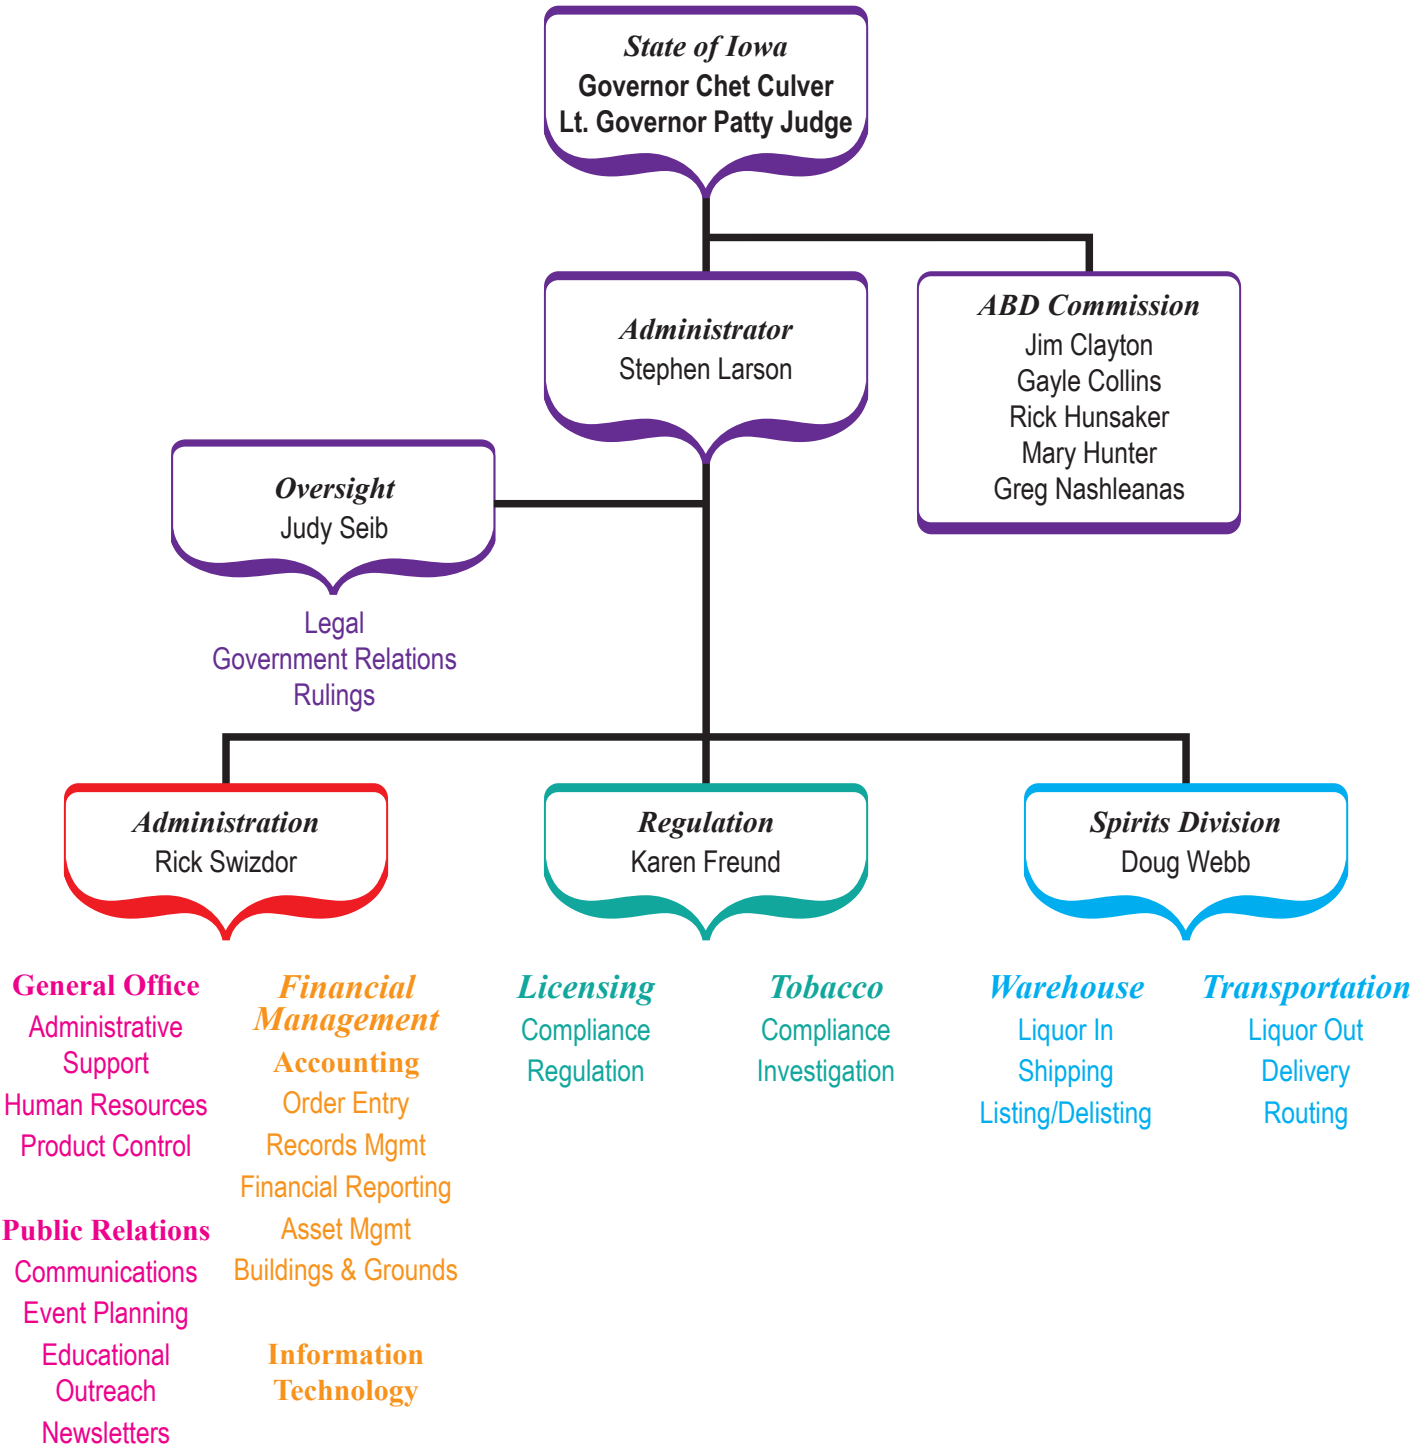 State of Iowa
Governor Chet Culver
Lt. Governor Patty Judge
Administrator
Stephen Larson
ABD Commission
Jim Clayton
Gayle Collins
Rick Hunsaker
Mary Hunter
Greg Nashleanas
Oversight
Judy Seib
Legal
Government Relations
Rulings
Administration
Rick Swizdor
General Office
Administrative
Support
Human Resources
Product Control
Public Relations
Communications
Event Planning
Educational
Outreach
Newsletters
Financial
Management
Accounting
Order Entry
Records Mgmt
Financial Reporting
Asset Mgmt
Buildings & Grounds
Information
Technology
Regulation
Karen Freund
Licensing
Compliance
Regulation
Tobacco
Compliance
Investigation
Spirits Division
Doug Webb
Warehouse
Liquor In
Shipping
Listing/Delisting
Transportation
Liquor Out
Delivery
Routing